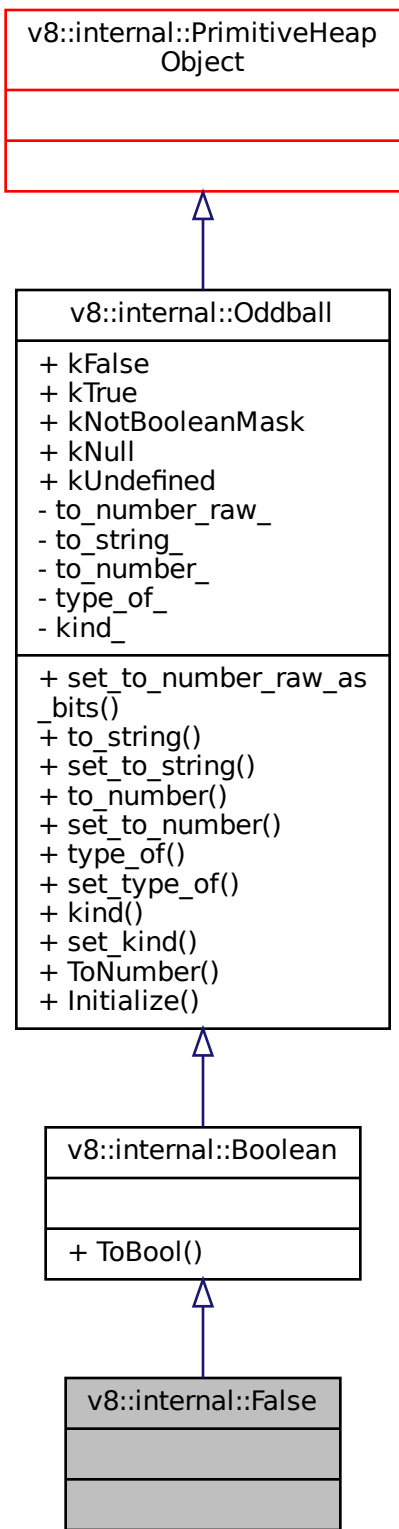 v8::internal::PrimitiveHeap
Object
v8::internal::Oddball
+ kFalse
+ kTrue
+ kNotBooleanMask
+ kNull
+ kUndefined
- to_number_raw_
- to_string_
- to_number_
- type_of_
- kind_
+ set_to_number_raw_as
_bits()
+ to_string()
+ set_to_string()
+ to_number()
+ set_to_number()
+ type_of()
+ set_type_of()
+ kind()
+ set_kind()
+ ToNumber()
+ Initialize()
v8::internal::Boolean
+ ToBool()
v8::internal::False